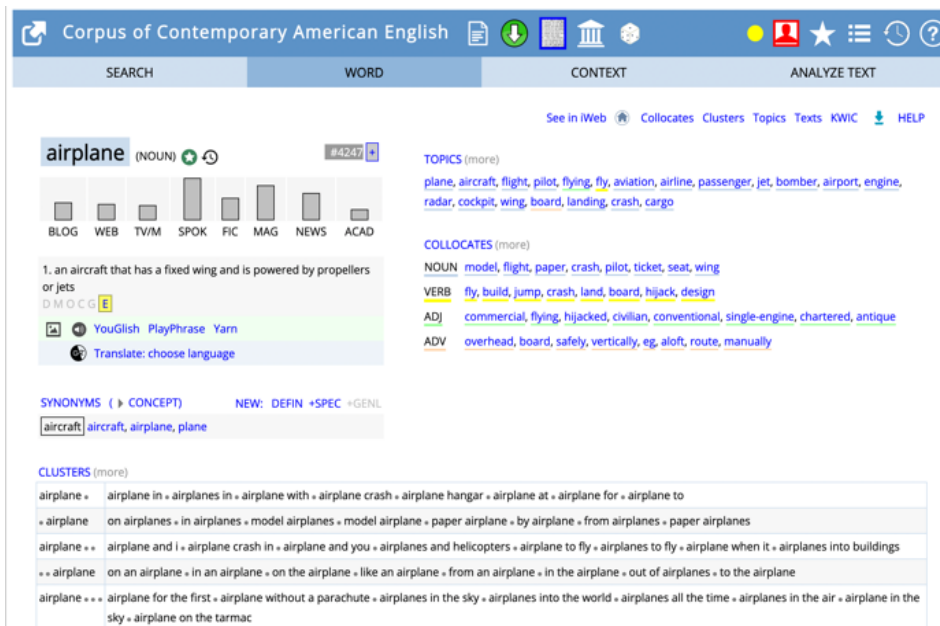 Corpus of Contemporary American English
SEARCH WORD CONTEXT ANALYZE TEXT
See in iWeb Collocates Clusters Topics Texts KWIC HELP
airplane (NOUN) #4247 +
BLOG WEB TV/M SPOK FIC MAG NEWS ACAD
1. an aircraft that has a fixed wing and is powered by propellers
or jets
D M O C G E
YouGlish PlayPhrase Yarn
Translate: choose language
SYNONYMS ( CONCEPT) NEW: DEFIN +SPEC +GENL
aircraft aircraft, airplane, plane
TOPICS (more)
plane, aircraft, flight, pilot, flying, fly, aviation, airline, passenger, jet, bomber, airport, engine,
radar, cockpit, wing, board, landing, crash, cargo
COLLOCATES (more)
NOUN model, flight, paper, crash, pilot, ticket, seat, wing
VERB fly, build, jump, crash, land, board, hijack, design
ADJ commercial, flying, hijacked, civilian, conventional, single-engine, chartered, antique
ADV overhead, board, safely, vertically, eg, aloft, route, manually
CLUSTERS (more)
airplane • airplane in • airplanes in • airplane with • airplane crash • airplane hangar • airplane at • airplane for • airplane to
• airplane on airplanes • in airplanes • model airplanes • model airplane • paper airplane • by airplane • from airplanes • paper airplanes
airplane • • airplane and i • airplane crash in • airplane and you • airplanes and helicopters • airplane to fly • airplanes to fly • airplane when it • airplanes into buildings
• • airplane on an airplane • in an airplane • on the airplane • like an airplane • from an airplane • in the airplane • out of airplanes • to the airplane
airplane • • • airplane for the first • airplane without a parachute • airplanes in the sky • airplanes into the world • airplanes all the time • airplanes in the air • airplane in the
sky • airplane on the tarmac